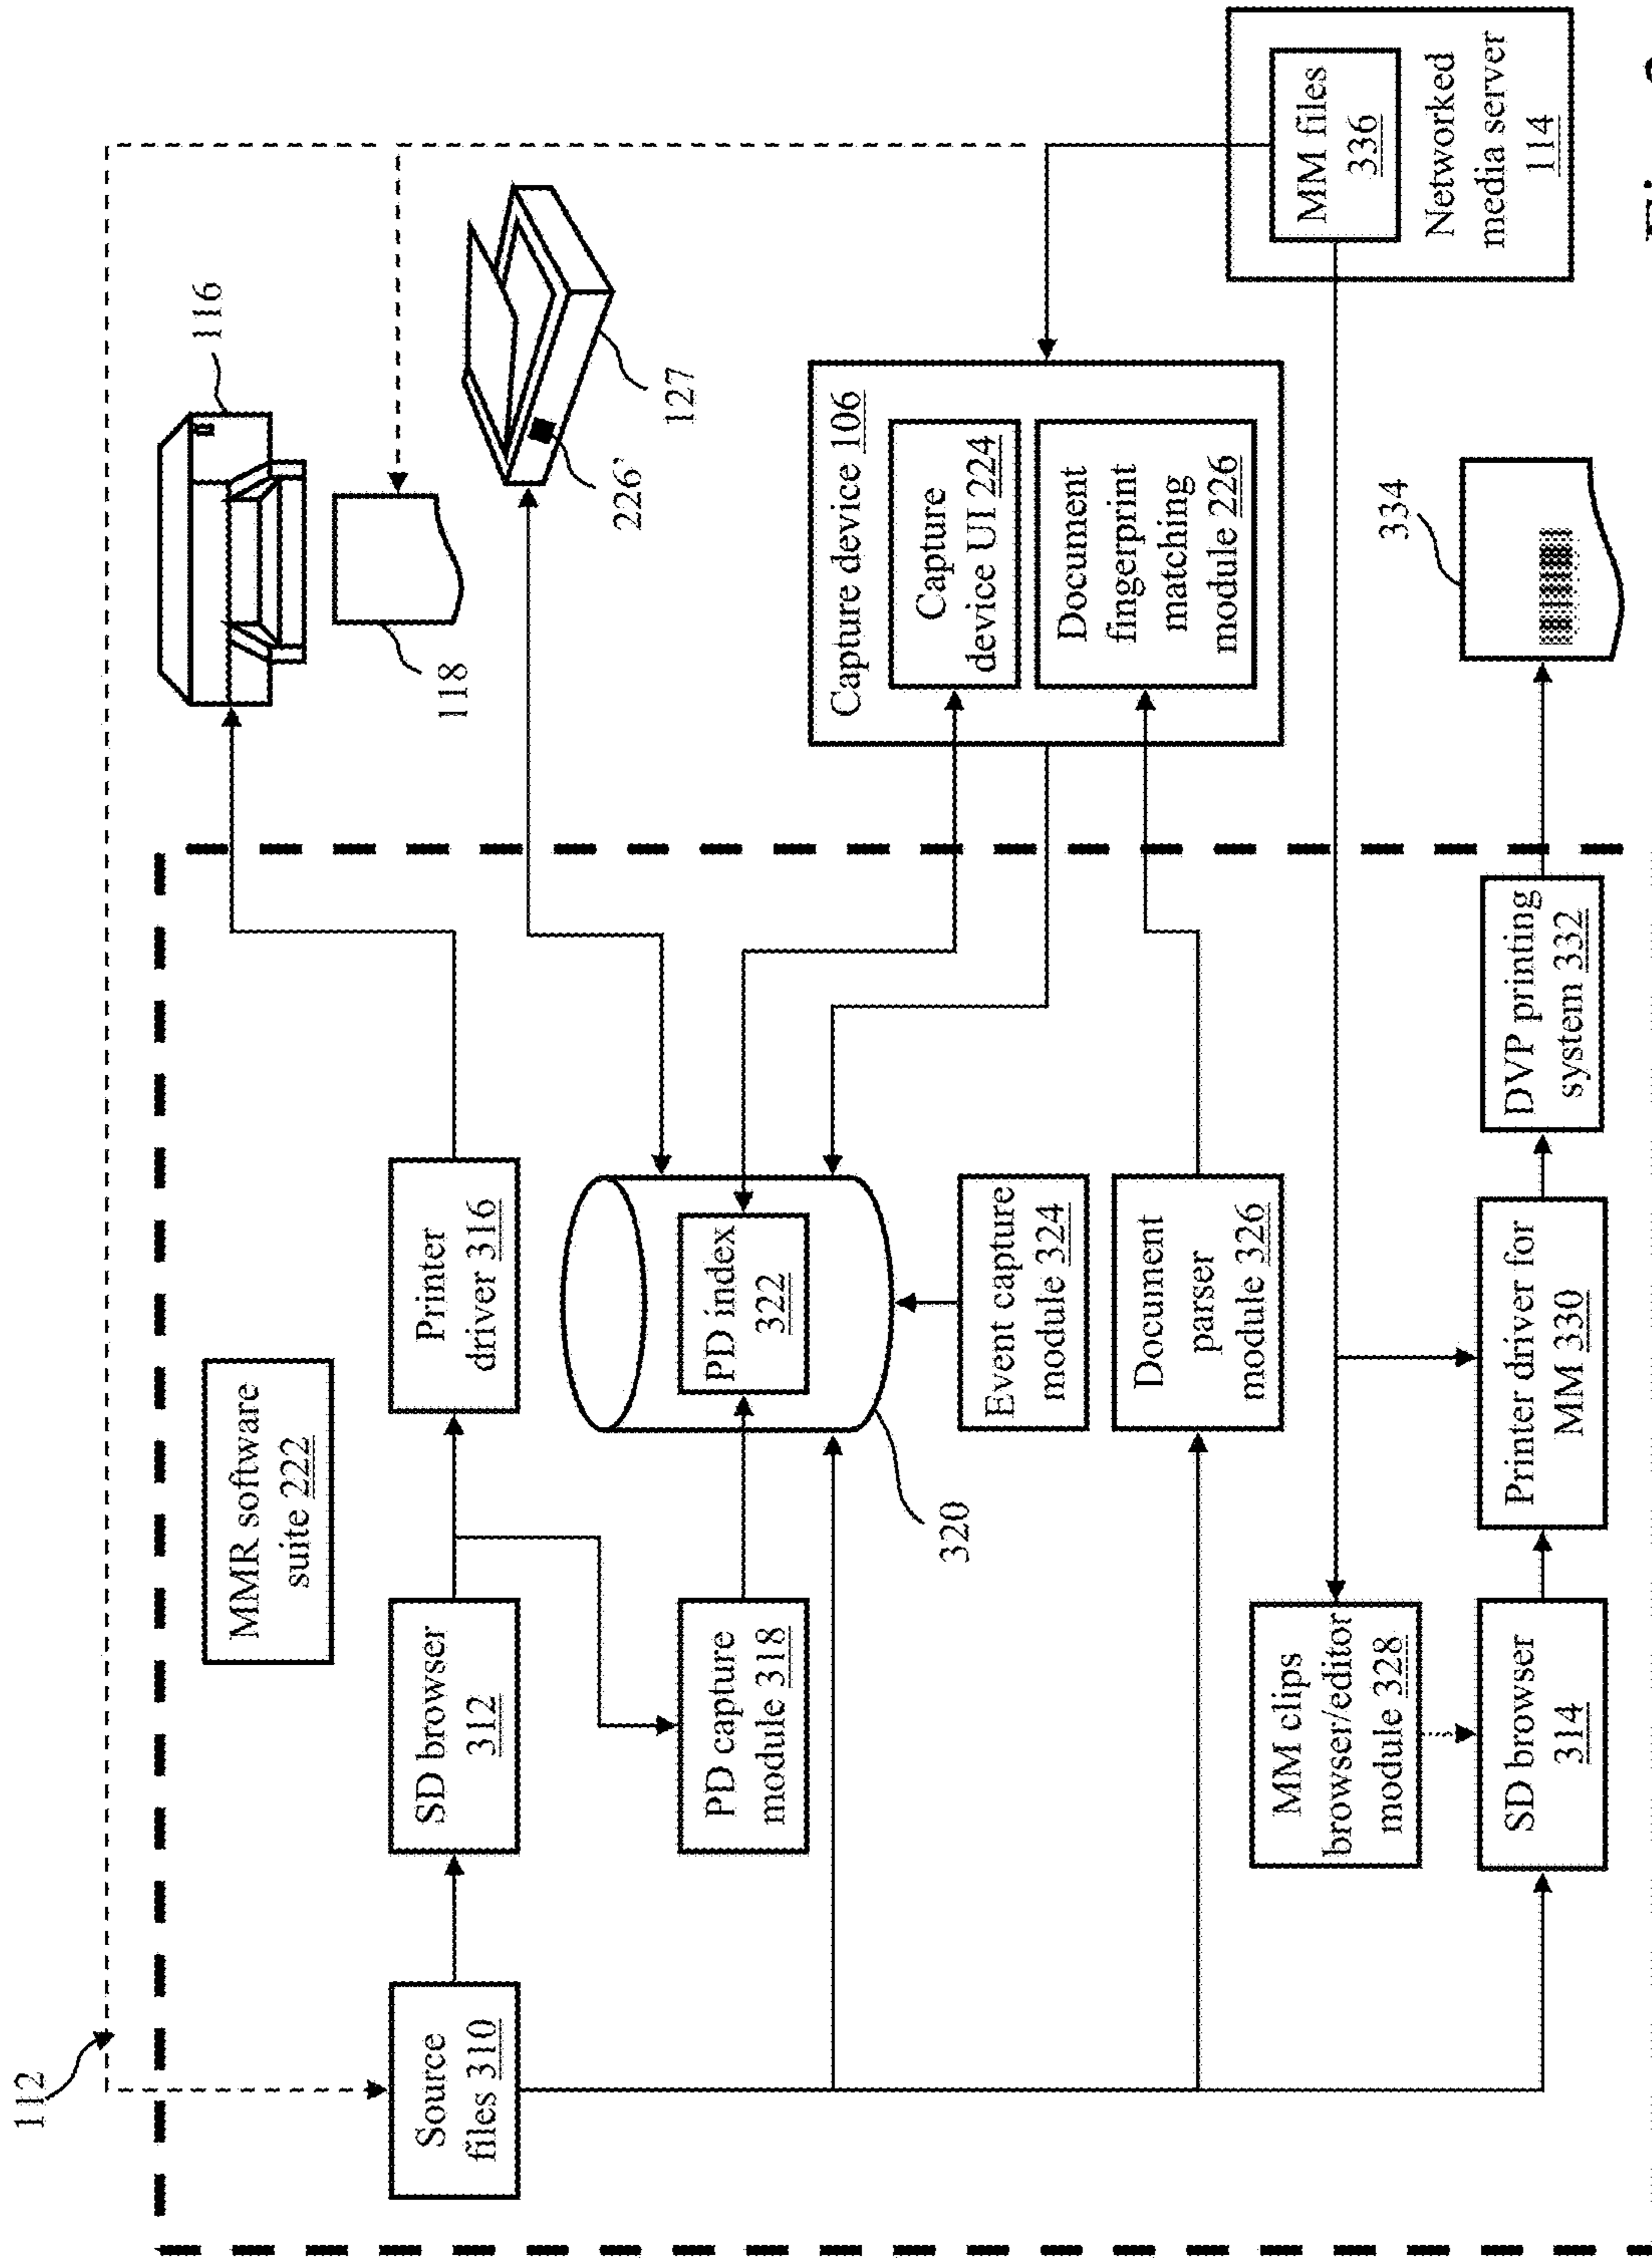 112
MMR software
suite 222
116
118
127
226'
Source
files 310
SD browser
312
Printer
driver 316
PD capture
module 318
PD index
322
320
Capture device 106
Capture
device UI 224
Document
fingerprint
matching
module 226
Event capture
module 324
Document
parser
module 326
MM clips
browser/editor
module 328
SD browser
314
Printer driver for
MM 330
DVP printing
system 332
334
MM files
336
Networked
media server
114